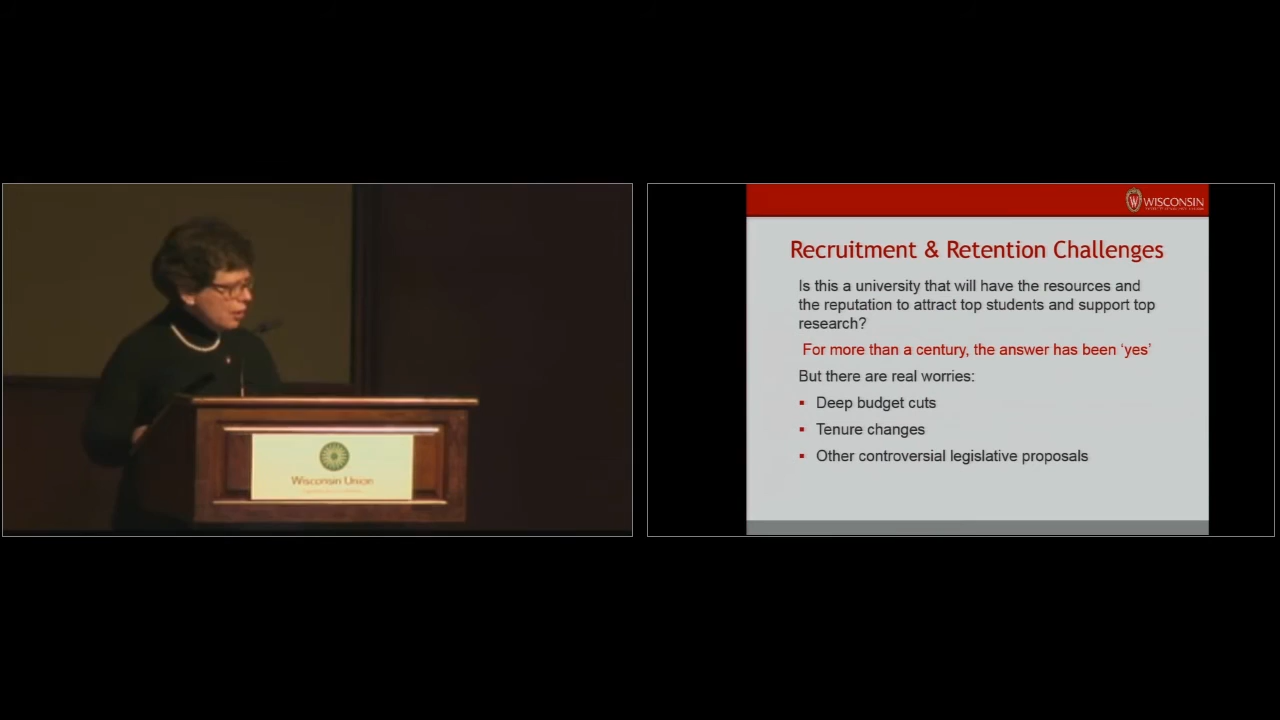 Wisconsin Union
WISCONSIN
Recruitment & Retention Challenges
Is this a university that will have the resources and
the reputation to attract top students and support top
research?
For more than a century, the answer has been ‘yes’
But there are real worries:
▪ Deep budget cuts
▪ Tenure changes
▪ Other controversial legislative proposals